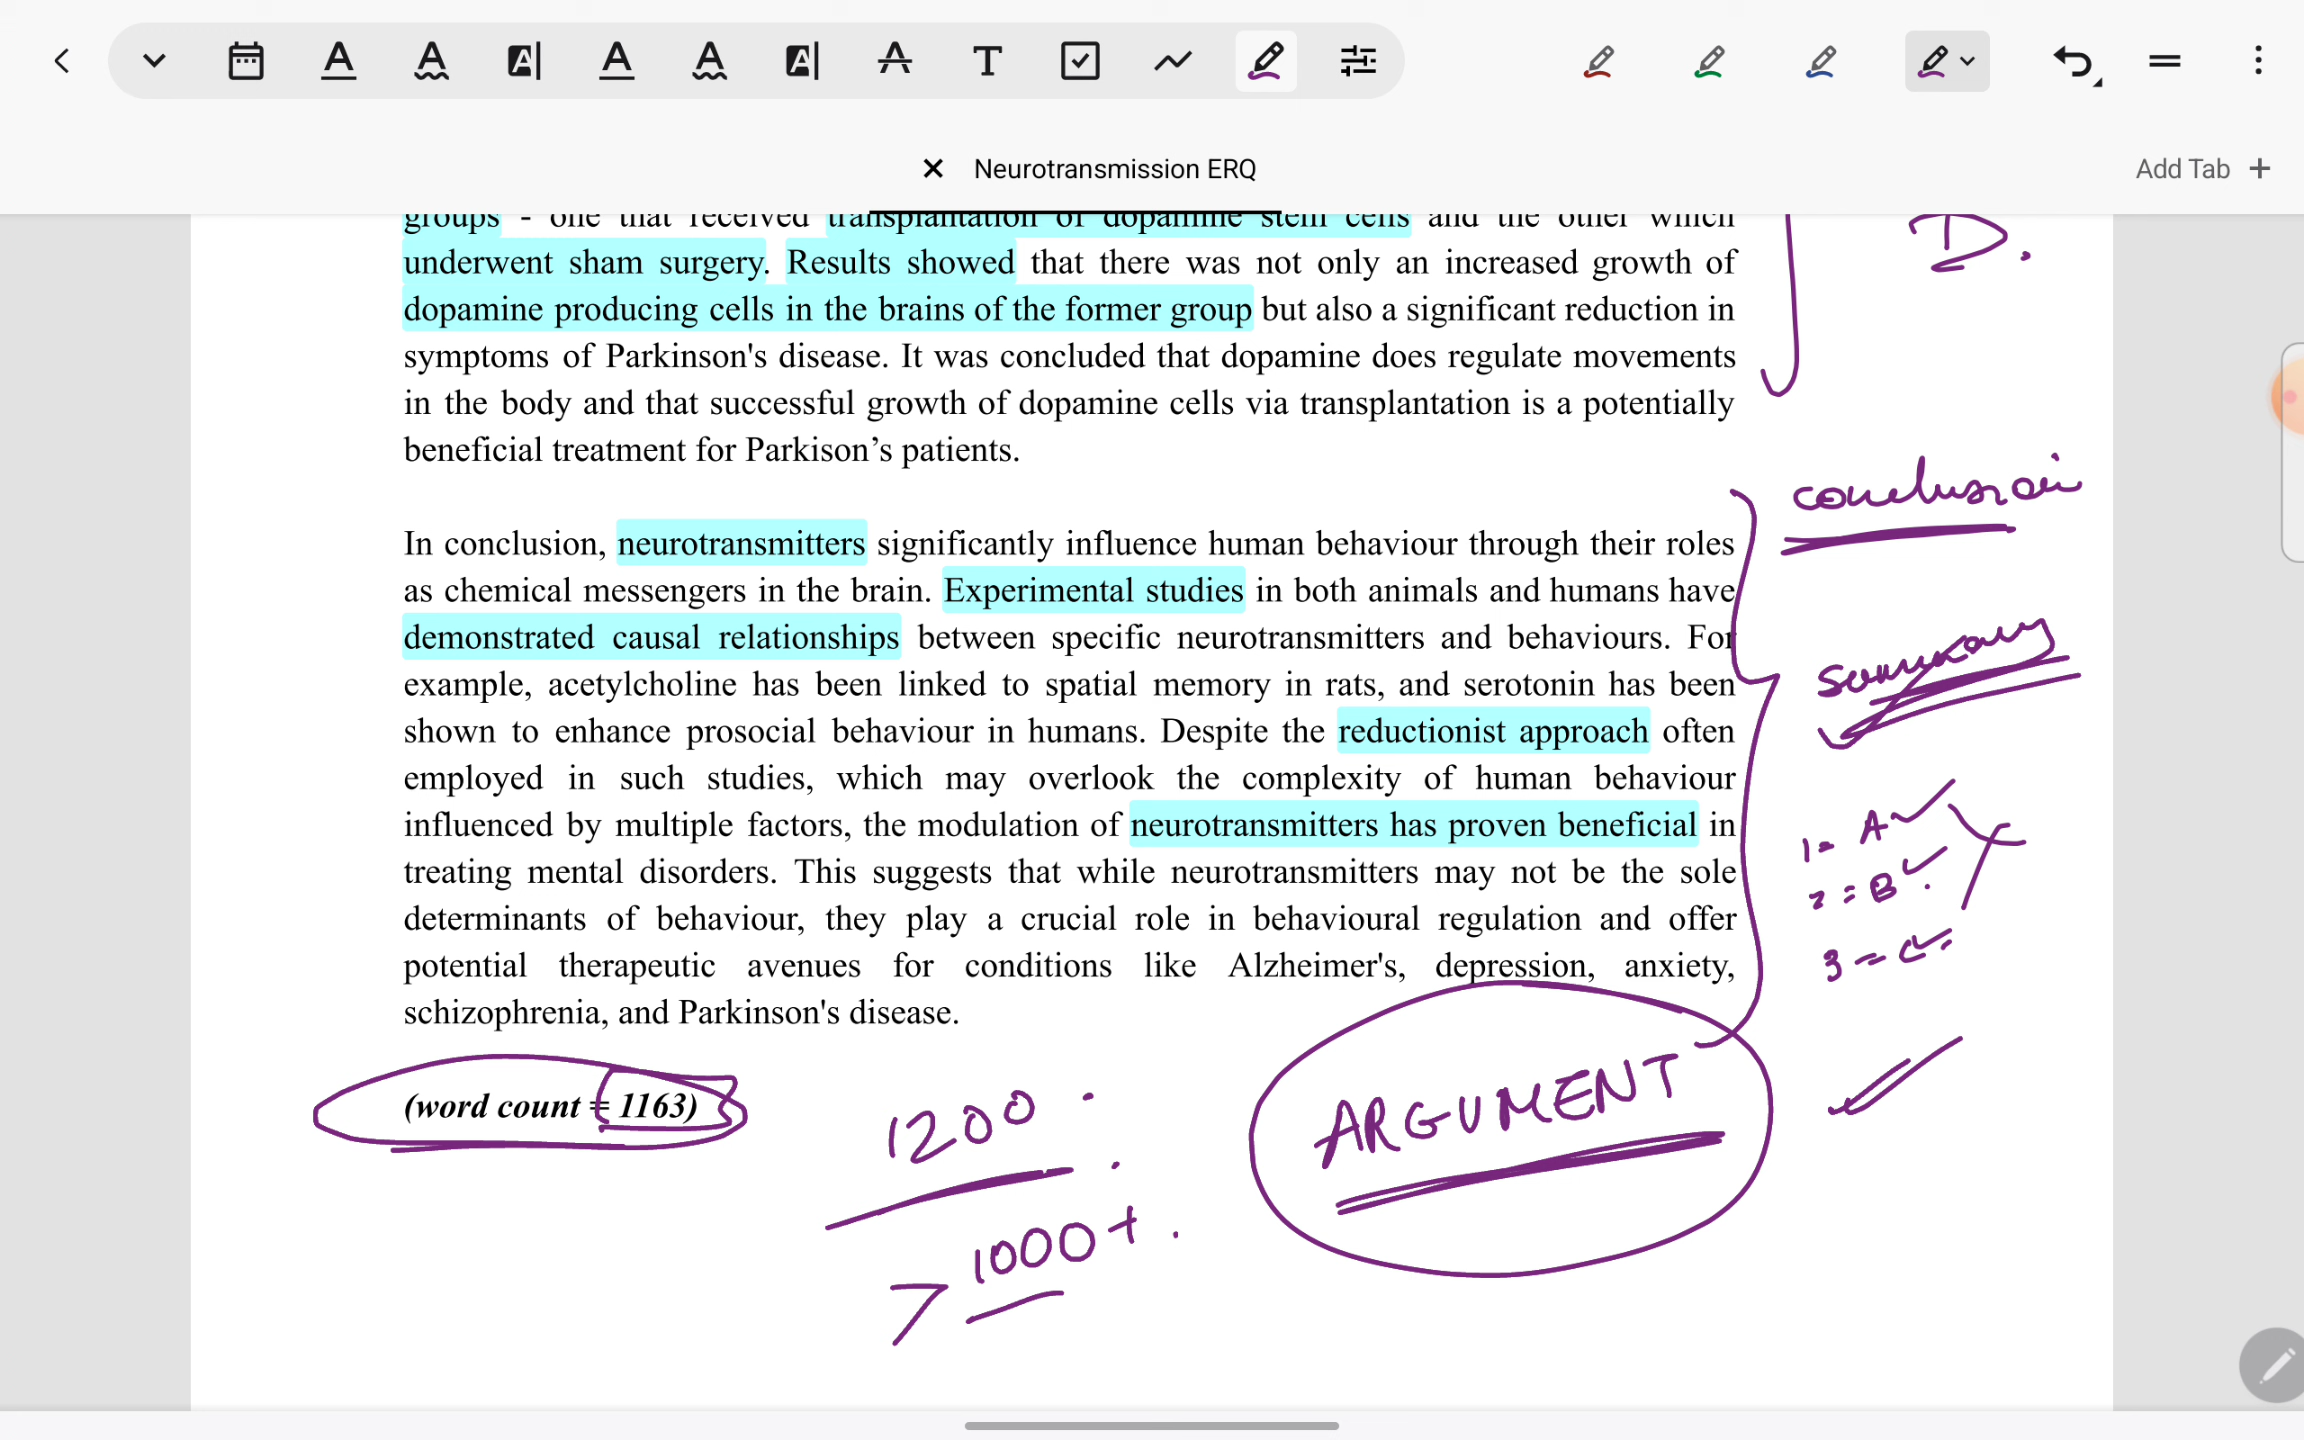 Neurotransmission ERQ
Add Tab +
groups - one that received transplantation of dopamine stem cells and the other which
D.
underwent sham surgery. Results showed that there was not only an increased growth of
dopamine producing cells in the brains of the former group but also a significant reduction in
symptoms of Parkinson's disease. It was concluded that dopamine does regulate movements
in the body and that successful growth of dopamine cells via transplantation is a potentially
beneficial treatment for Parkison’s patients.
conclusion
In conclusion, neurotransmitters significantly influence human behaviour through their roles
as chemical messengers in the brain. Experimental studies in both animals and humans have
demonstrated causal relationships between specific neurotransmitters and behaviours. For
example, acetylcholine has been linked to spatial memory in rats, and serotonin has been
summary
shown to enhance prosocial behaviour in humans. Despite the reductionist approach often
employed in such studies, which may overlook the complexity of human behaviour
influenced by multiple factors, the modulation of neurotransmitters has proven beneficial in
1= A
treating mental disorders. This suggests that while neurotransmitters may not be the sole
2 = B
determinants of behaviour, they play a crucial role in behavioural regulation and offer
potential therapeutic avenues for conditions like Alzheimer's, depression, anxiety,
3 = C
schizophrenia, and Parkinson's disease.
(word count = 1163)
1200
ARGUMENT
> 1000+